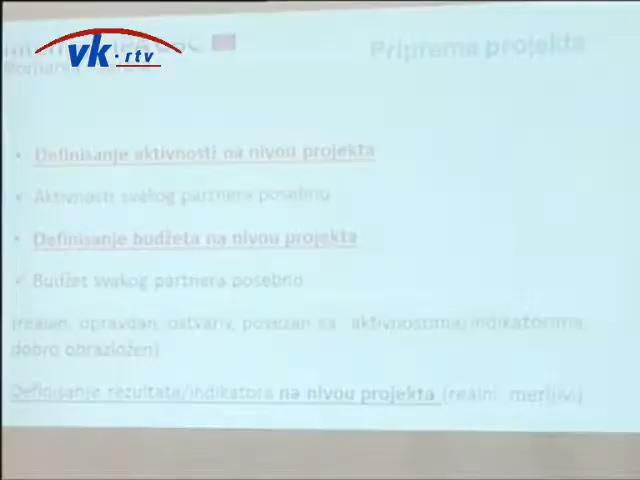 vk.rtv
Priprema projekta
• Definisanje aktivnosti na nivou projekta
✓ Aktivnosti svakog partnera posebno
• Definisanje budžeta na nivou projekta
✓ Budžet svakog partnera posebno
(realan, opravdan, ostvariv, povezan sa aktivnostima/indikatorima,
dobro obrazložen)
Definisanje rezultata/indikatora na nivou projekta (realni, merljivi)